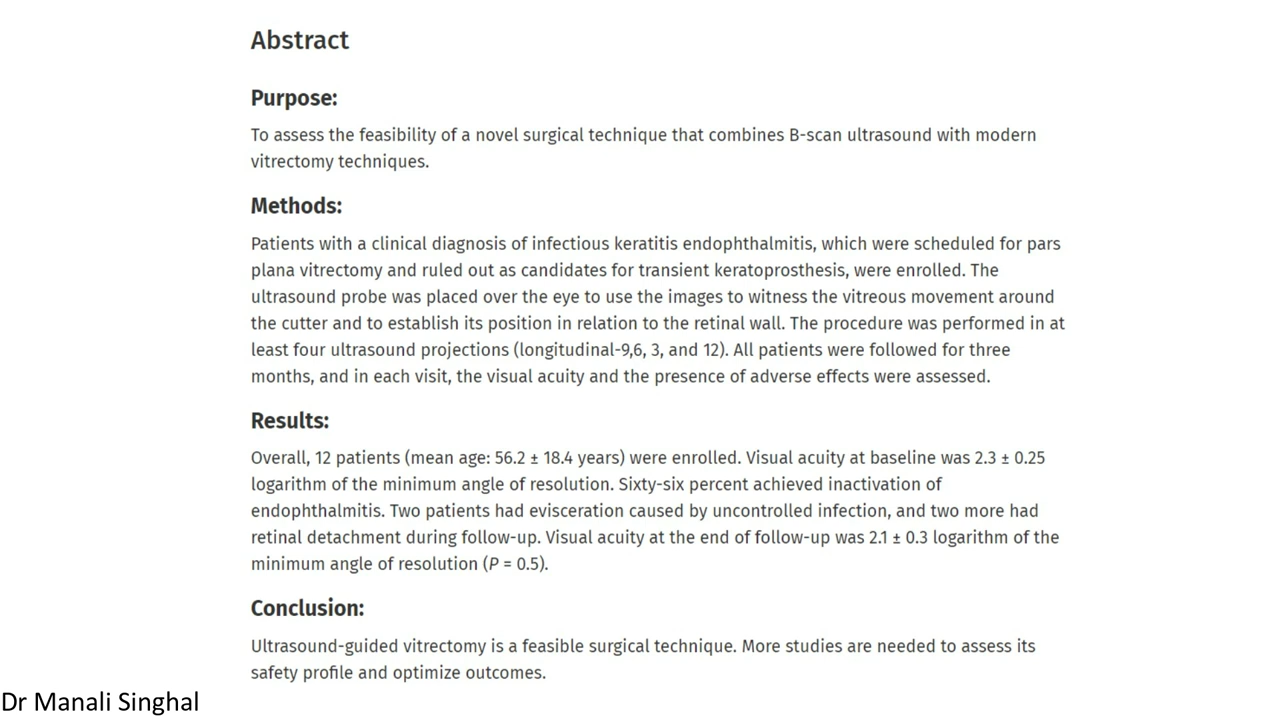 Abstract
Purpose:
To assess the feasibility of a novel surgical technique that combines B-scan ultrasound with modern
vitrectomy techniques.
Methods:
Patients with a clinical diagnosis of infectious keratitis endophthalmitis, which were scheduled for pars
plana vitrectomy and ruled out as candidates for transient keratoprosthesis, were enrolled. The
ultrasound probe was placed over the eye to use the images to witness the vitreous movement around
the cutter and to establish its position in relation to the retinal wall. The procedure was performed in at
least four ultrasound projections (longitudinal-9,6, 3, and 12). All patients were followed for three
months, and in each visit, the visual acuity and the presence of adverse effects were assessed.
Results:
Overall, 12 patients (mean age: 56.2 ± 18.4 years) were enrolled. Visual acuity at baseline was 2.3 ± 0.25
logarithm of the minimum angle of resolution. Sixty-six percent achieved inactivation of
endophthalmitis. Two patients had evisceration caused by uncontrolled infection, and two more had
retinal detachment during follow-up. Visual acuity at the end of follow-up was 2.1 ± 0.3 logarithm of the
minimum angle of resolution (P = 0.5).
Conclusion:
Ultrasound-guided vitrectomy is a feasible surgical technique. More studies are needed to assess its
safety profile and optimize outcomes.
Dr Manali Singhal